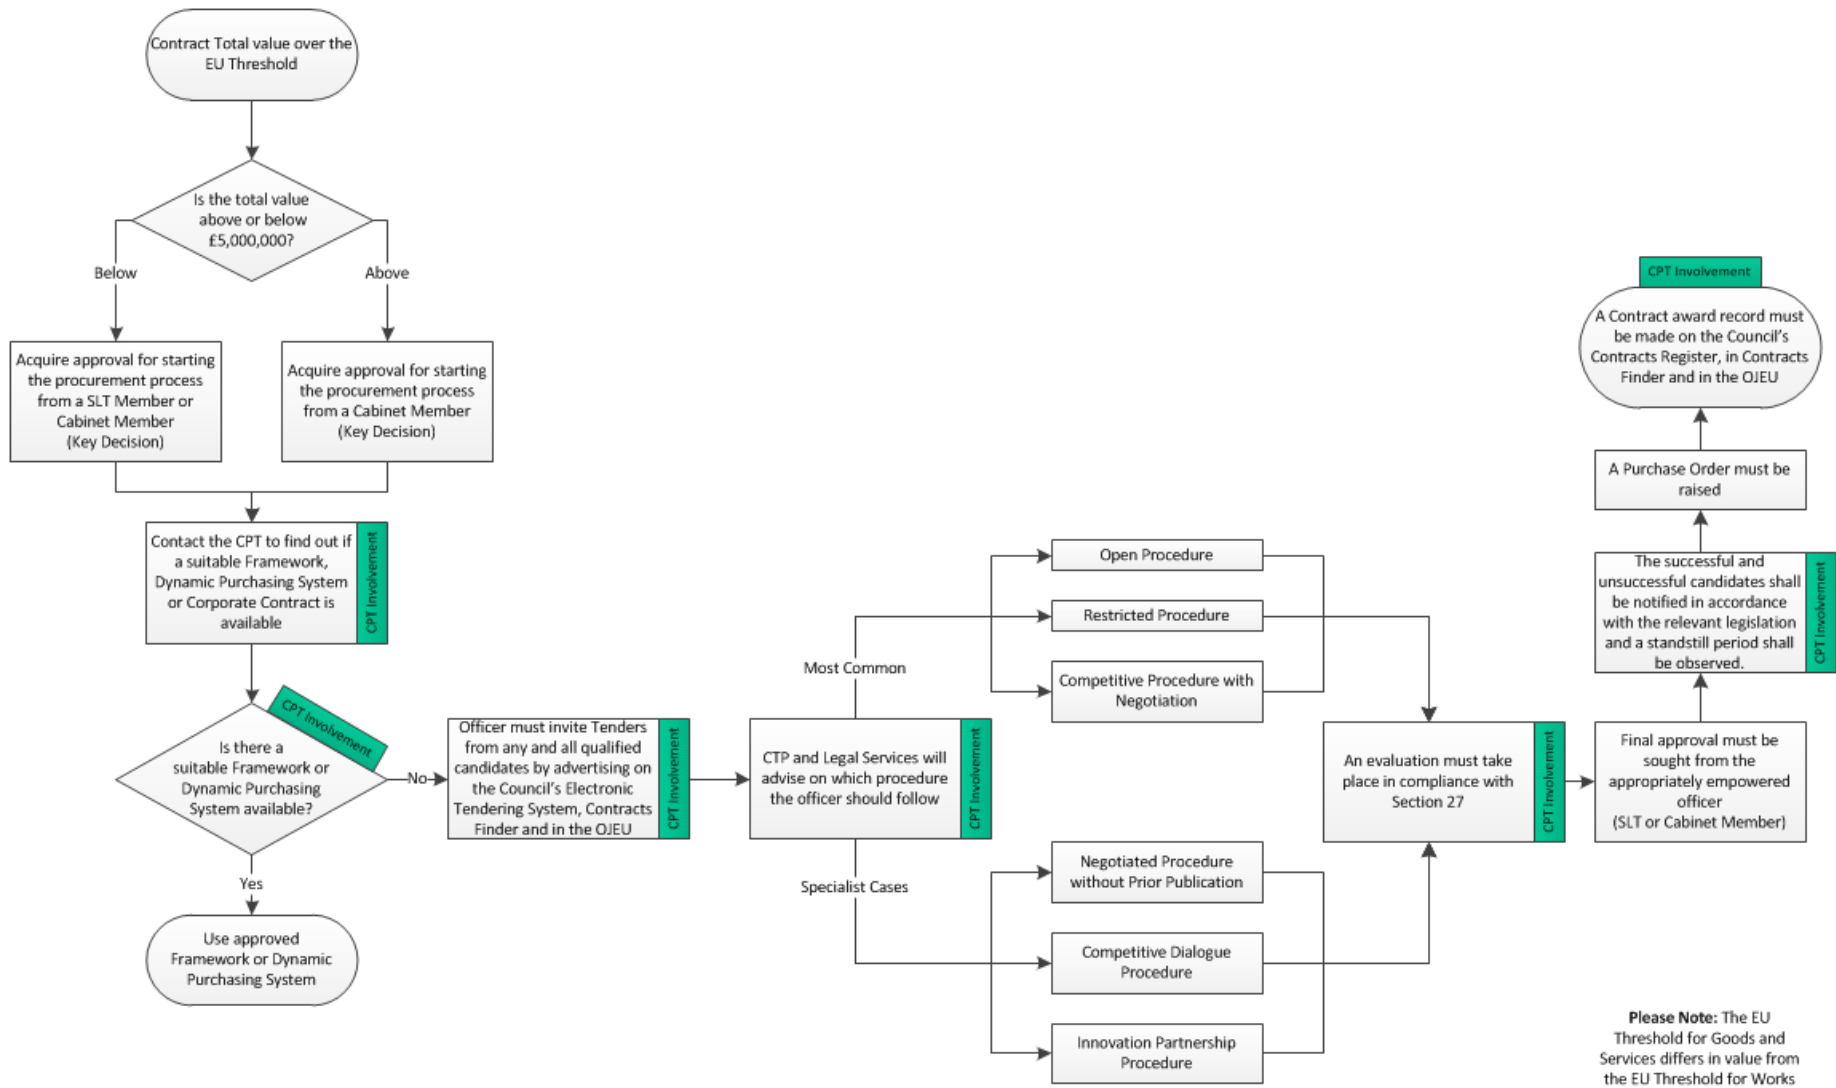 Contract Total value over the
EU Threshold
Is the total value
above or below
£5,000,000?
Below
Above
Acquire approval for starting
the procurement process
from a SLT Member or
Cabinet Member
(Key Decision)
Acquire approval for starting
the procurement process
from a Cabinet Member
(Key Decision)
Contact the CPT to find out if
a suitable Framework,
Dynamic Purchasing System
or Corporate Contract is
available
CPT Involvement
Is there a
suitable Framework or
Dynamic Purchasing
System available?
CPT Involvement
No
Yes
Use approved
Framework or Dynamic
Purchasing System
Officer must invite Tenders
from any and all qualified
candidates by advertising on
the Council's Electronic
Tendering System, Contracts
Finder and in the OJEU
CPT Involvement
CTP and Legal Services will
advise on which procedure
the officer should follow
CPT Involvement
Most Common
Open Procedure
Restricted Procedure
Competitive Procedure with
Negotiation
Specialist Cases
Negotiated Procedure
without Prior Publication
Competitive Dialogue
Procedure
Innovation Partnership
Procedure
An evaluation must take
place in compliance with
Section 27
CPT Involvement
Final approval must be
sought from the
appropriately empowered
officer
(SLT or Cabinet Member)
The successful and
unsuccessful candidates shall
be notified in accordance
with the relevant legislation
and a standstill period shall
be observed.
CPT Involvement
A Purchase Order must be
raised
CPT Involvement
A Contract award record must
be made on the Council's
Contracts Register, in Contracts
Finder and in the OJEU
Please Note: The EU
Threshold for Goods and
Services differs in value from
the EU Threshold for Works